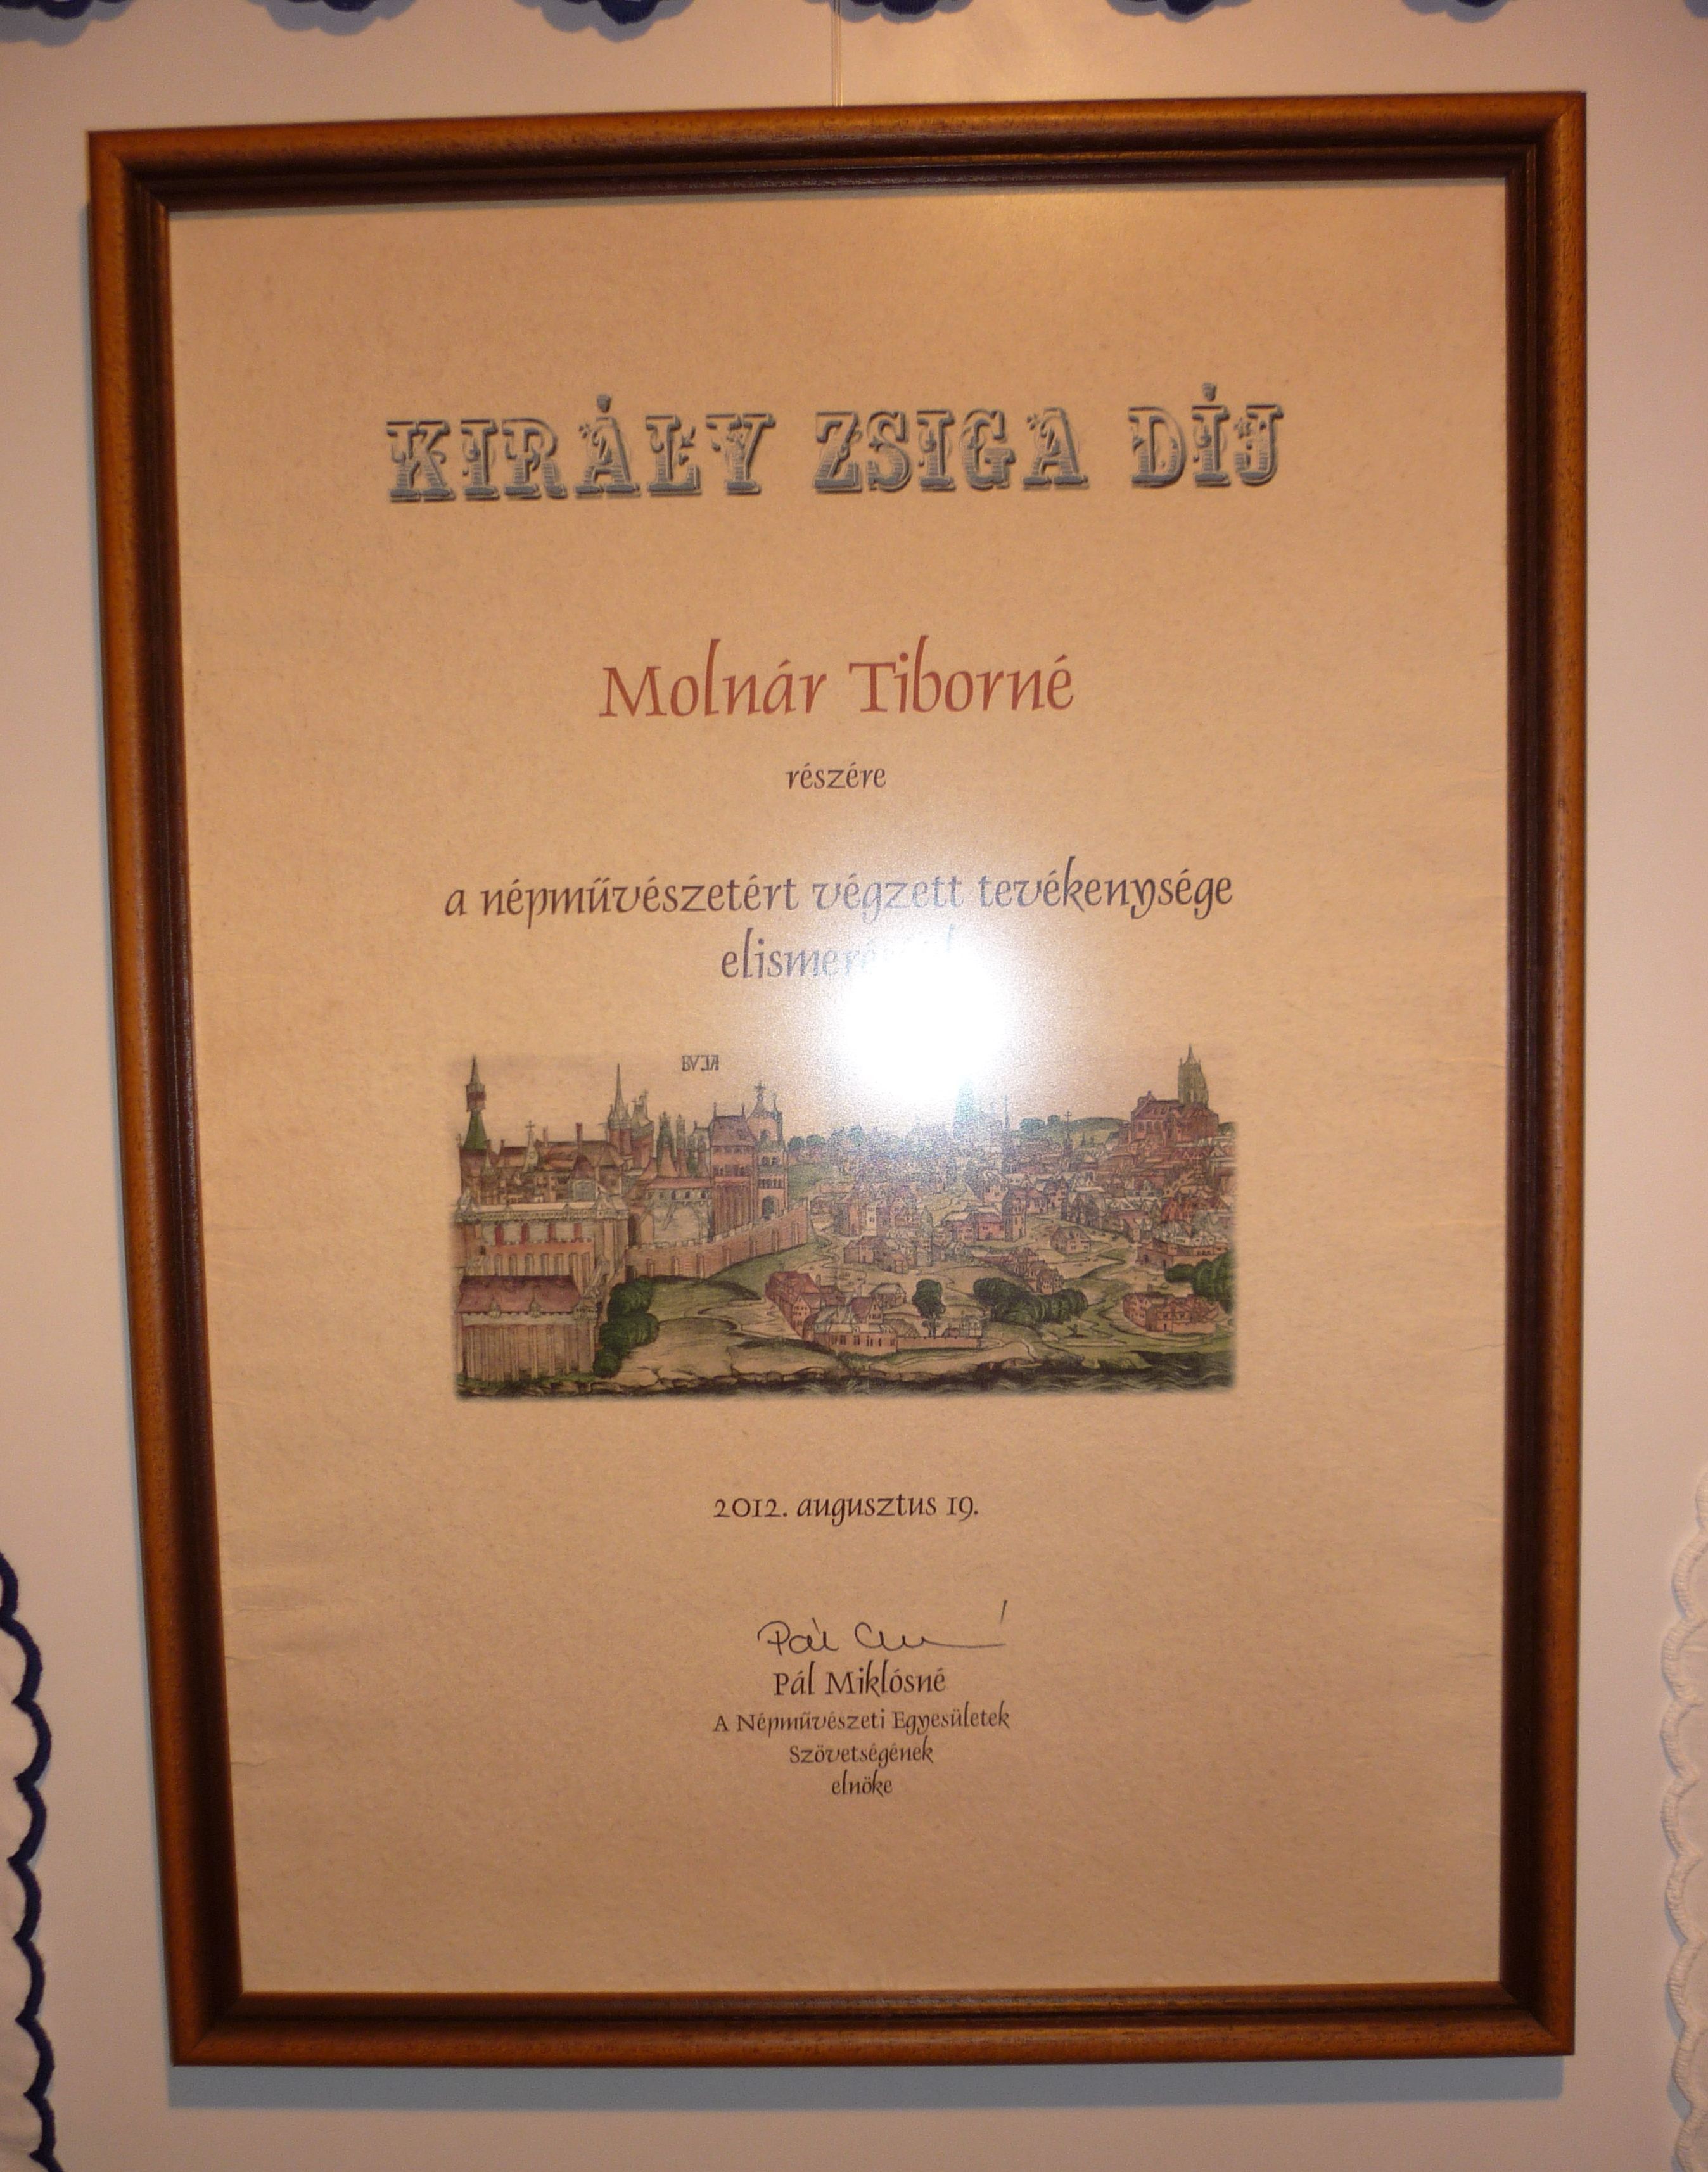 KIRÁLY ZSIGA DÍJ
Molnár Tiborné
részére
a népművészetért végzett tevékenysége
BVDA
2012. augusztus 19.
Pál Miklósné
A Népművészeti Egyesületek
Szövetségének
elnöke